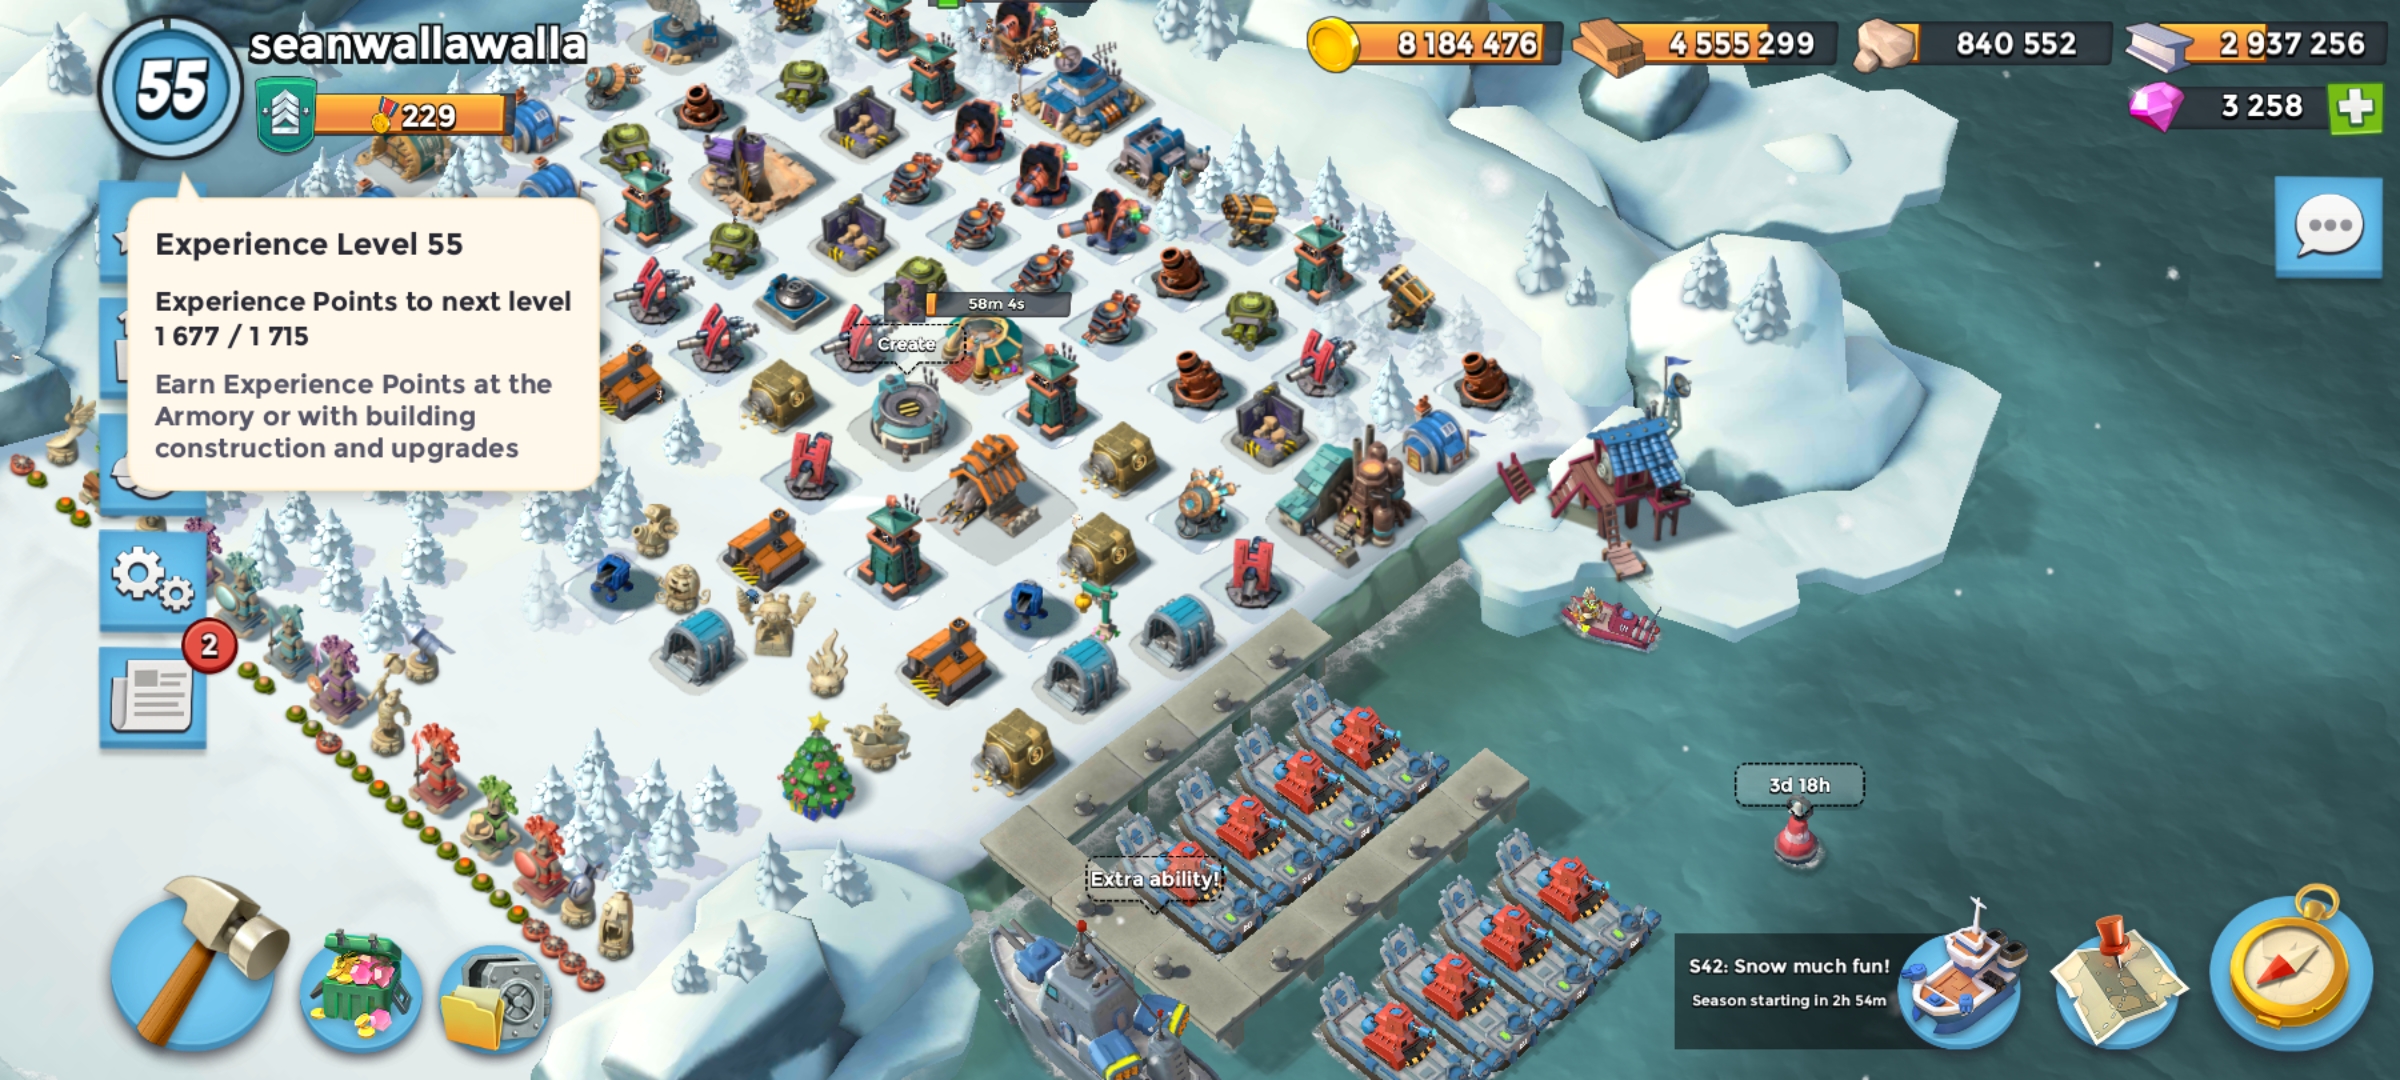 55
seanwallawalla
229
8 184 476
4 555 299
840 552
2 937 256
3 258
Experience Level 55
Experience Points to next level
1 677 / 1 715
Earn Experience Points at the
Armory or with building
construction and upgrades
58m 4s
Create
2
3d 18h
Extra ability!
S42: Snow much fun!
Season starting in 2h 54m